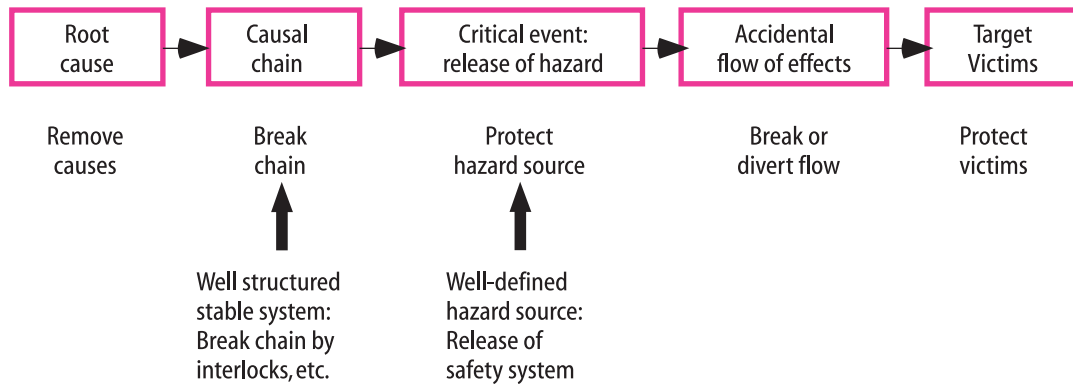 Root
cause
Causal
chain
Critical event:
release of hazard
Accidental
flow of effects
Target
Victims
Remove
causes
Break
chain
Protect
hazard source
Break or
divert flow
Protect
victims
Well structured
stable system:
Break chain by
interlocks, etc.
Well-defined
hazard source:
Release of
safety system